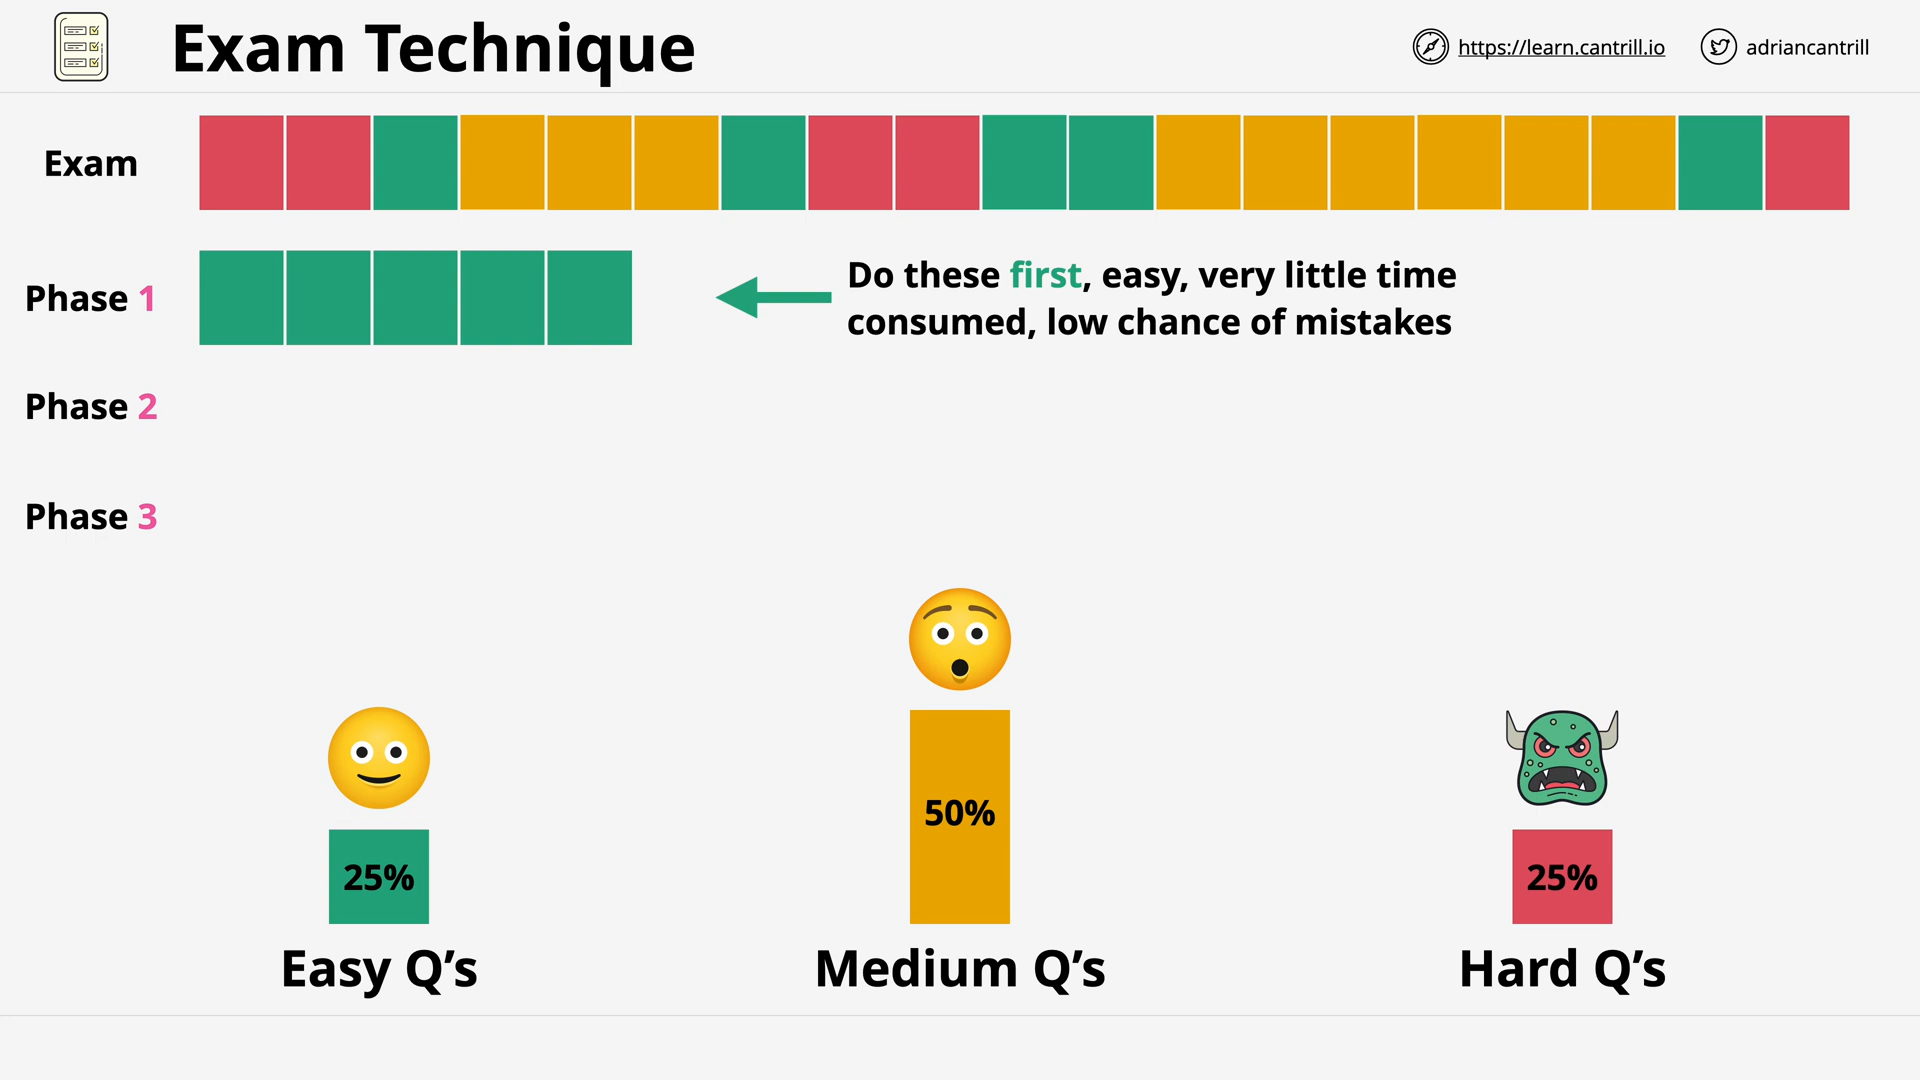 Exam Technique
https://learn.cantrill.io
adriancantrill
Exam
Phase 1
Do these first, easy, very little time
consumed, low chance of mistakes
Phase 2
Phase 3
25%
50%
25%
Easy Q’s
Medium Q’s
Hard Q’s